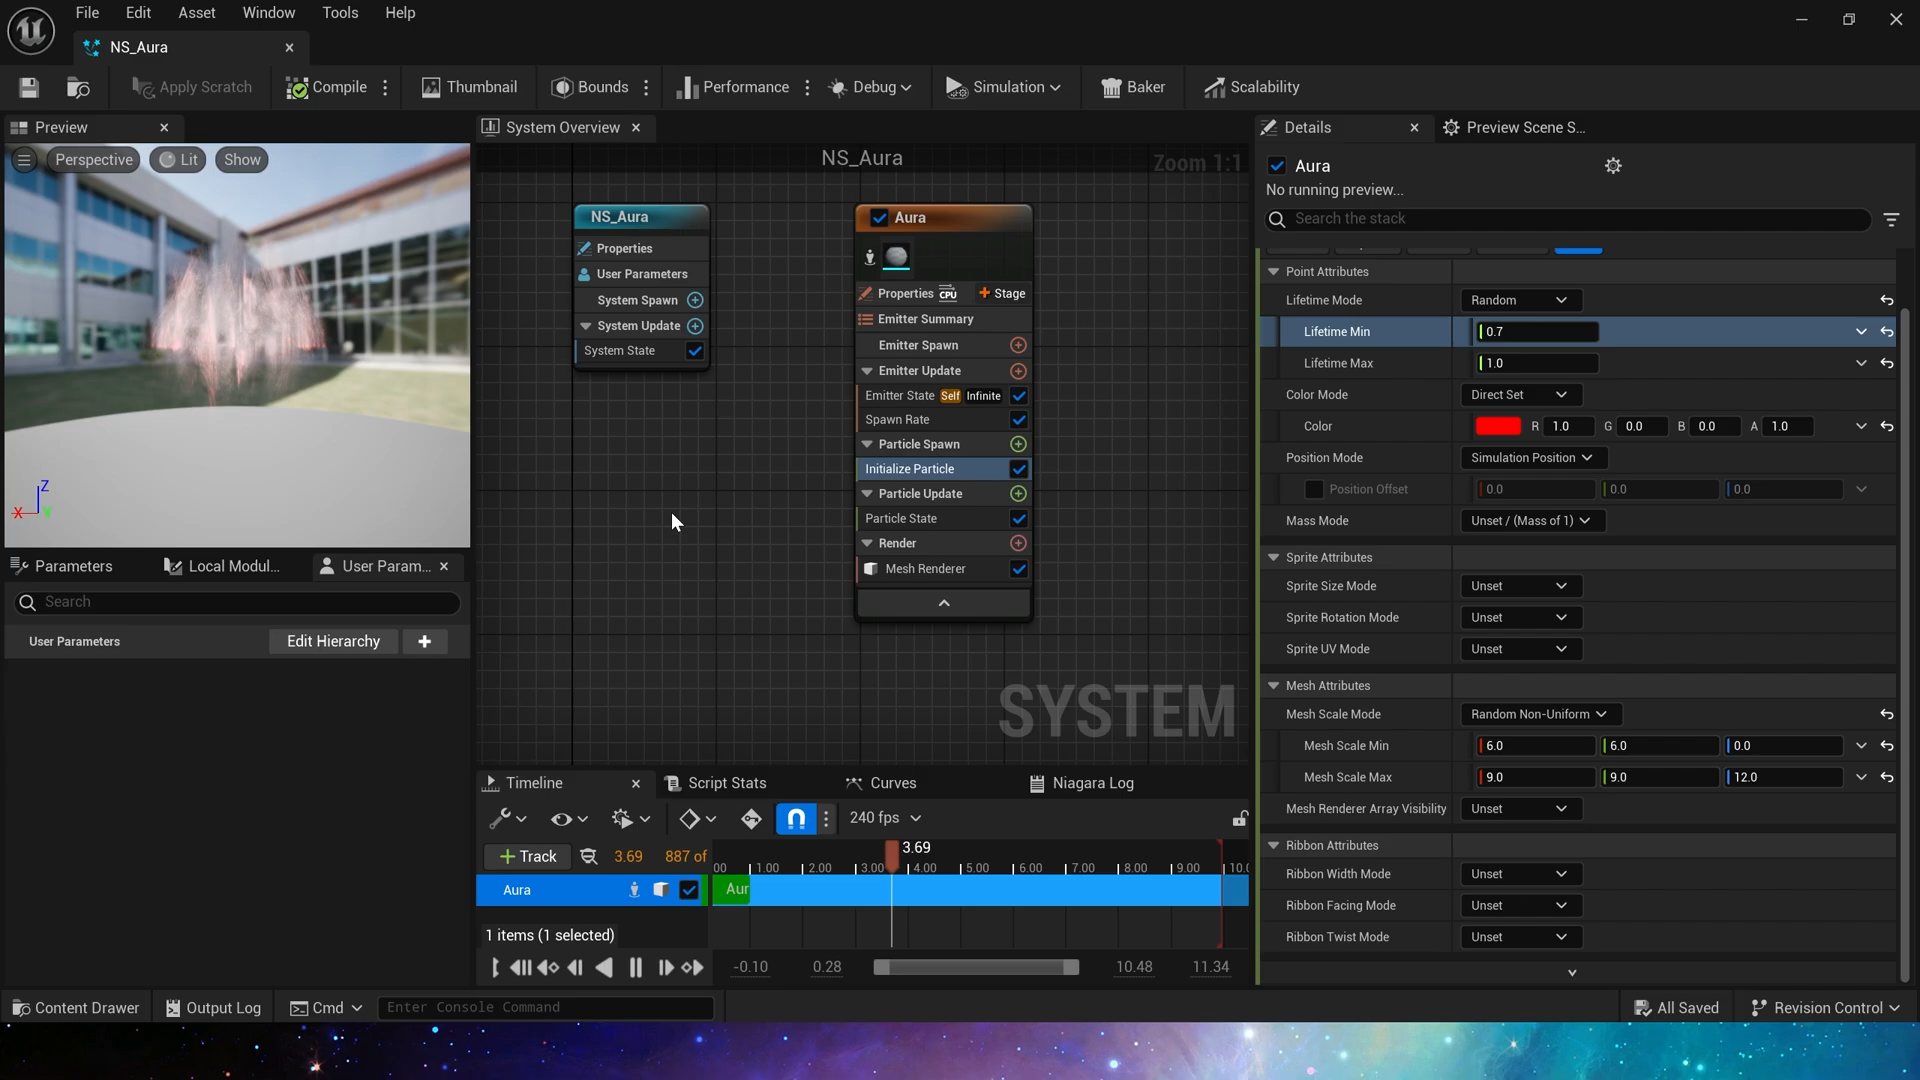 File Edit Asset Window Tools Help
NS_Aura
Apply Scratch Compile Thumbnail Bounds Performance Debug Simulation Baker Scalability
Preview
Perspective Lit Show
Z
X Y
Parameters Local Modul... User Param...
Search
User Parameters Edit Hierarchy
System Overview
NS_Aura
Zoom 1:1
NS_Aura
Properties
User Parameters
System Spawn
System Update
System State
Aura
Properties CPU Stage
Emitter Summary
Emitter Spawn
Emitter Update
Emitter State Self Infinite
Spawn Rate
Particle Spawn
Initialize Particle
Particle Update
Particle State
Render
Mesh Renderer
SYSTEM
Timeline Script Stats Curves Niagara Log
240 fps
Track 3.69 887 of
3.69
00 1.00 2.00 3.00 4.00 5.00 6.00 7.00 8.00 9.00 10.0
Aura Aur
1 items (1 selected)
-0.10 0.28 10.48 11.34
Details Preview Scene S...
Aura
No running preview...
Search the stack
Point Attributes
Lifetime Mode Random
Lifetime Min 0.7
Lifetime Max 1.0
Color Mode Direct Set
Color R 1.0 G 0.0 B 0.0 A 1.0
Position Mode Simulation Position
Position Offset 0.0 0.0 0.0
Mass Mode Unset / (Mass of 1)
Sprite Attributes
Sprite Size Mode Unset
Sprite Rotation Mode Unset
Sprite UV Mode Unset
Mesh Attributes
Mesh Scale Mode Random Non-Uniform
Mesh Scale Min 6.0 6.0 0.0
Mesh Scale Max 9.0 9.0 12.0
Mesh Renderer Array Visibility Unset
Ribbon Attributes
Ribbon Width Mode Unset
Ribbon Facing Mode Unset
Ribbon Twist Mode Unset
Content Drawer Output Log Cmd Enter Console Command All Saved Revision Control